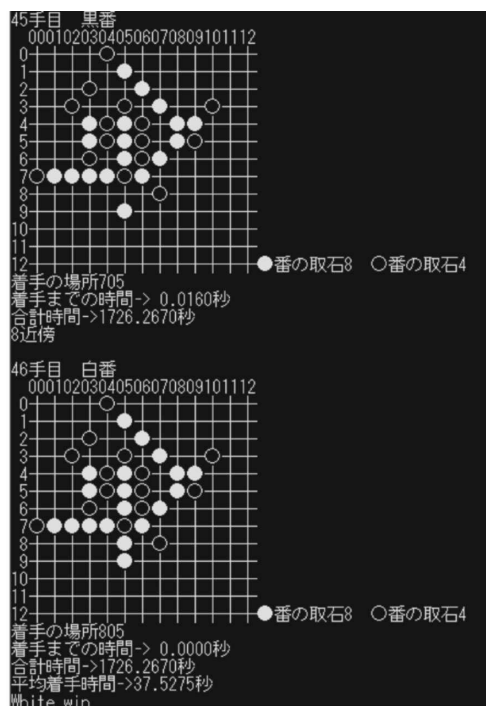 45手目　黒番
00010203040506070809101112
0
1
2
3
4
5
6
7
8
9
10
11
12 ●番の取石8　○番の取石4
着手の場所705
着手までの時間-> 0.0160秒
合計時間->1726.2670秒
8近傍
46手目　白番
00010203040506070809101112
0
1
2
3
4
5
6
7
8
9
10
11
12 ●番の取石8　○番の取石4
着手の場所805
着手までの時間-> 0.0000秒
合計時間->1726.2670秒
平均着手時間->37.5275秒
White win